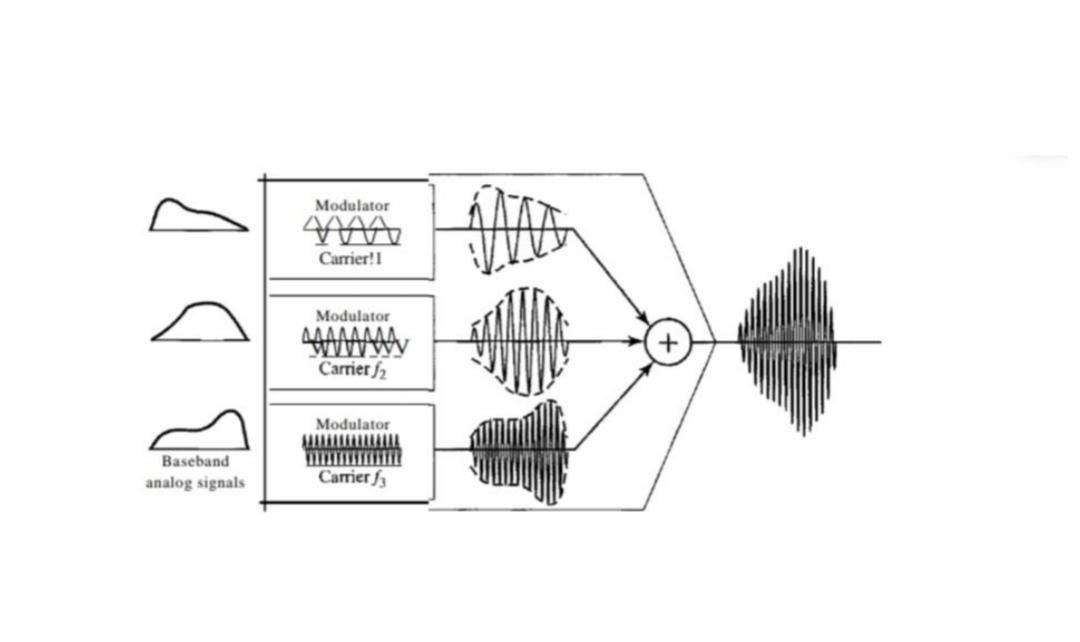 Modulator
Carrier!1
Modulator
Carrier f₂
Modulator
Carrier f₃
Baseband
analog signals
+